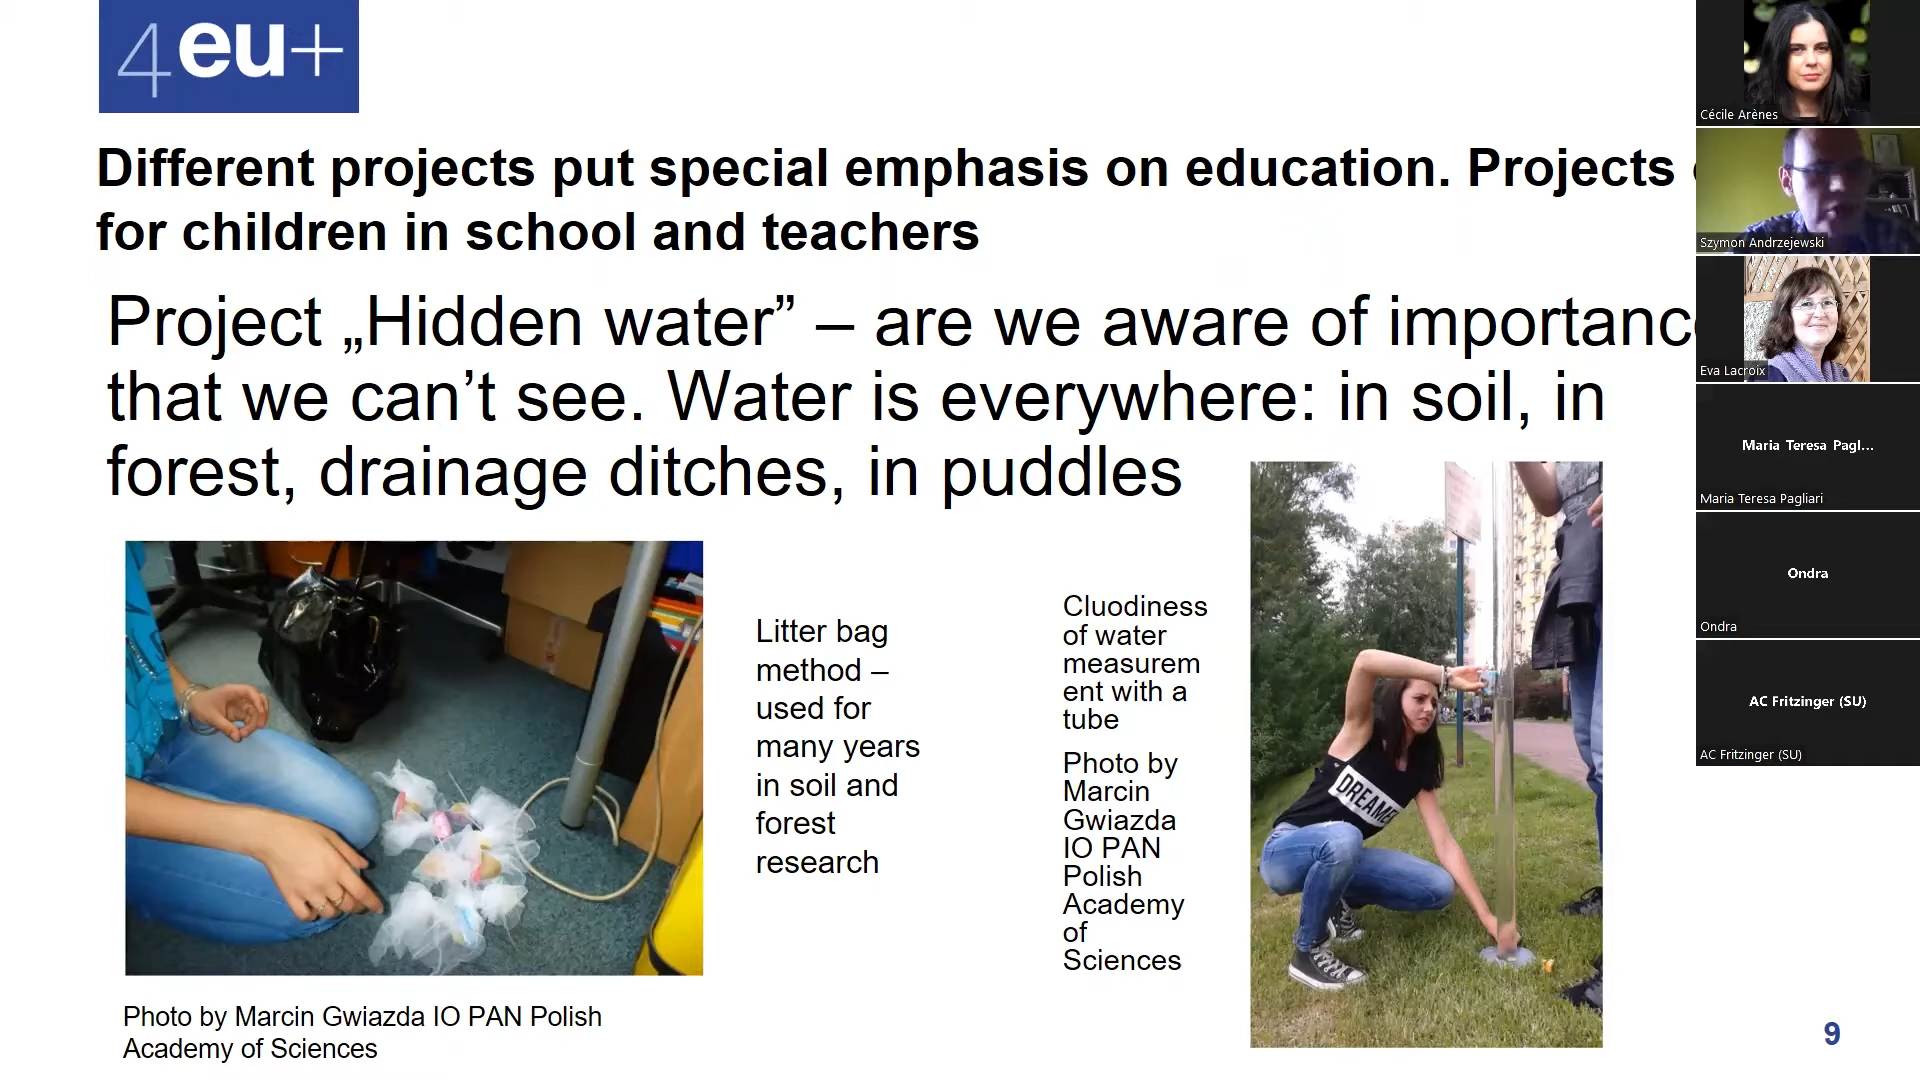 4eu+
Different projects put special emphasis on education. Projects
for children in school and teachers
Project „Hidden water” – are we aware of importanc
that we can’t see. Water is everywhere: in soil, in
forest, drainage ditches, in puddles
Litter bag
method –
used for
many years
in soil and
forest
research
Cluodiness
of water
measurem
ent with a
tube
Photo by
Marcin
Gwiazda
IO PAN
Polish
Academy
of
Sciences
DREAMER
Photo by Marcin Gwiazda IO PAN Polish
Academy of Sciences
9
Cécile Arènes
Szymon Andrzejewski
Eva Lacroix
Maria Teresa Pagl...
Maria Teresa Pagliari
Ondra
Ondra
AC Fritzinger (SU)
AC Fritzinger (SU)